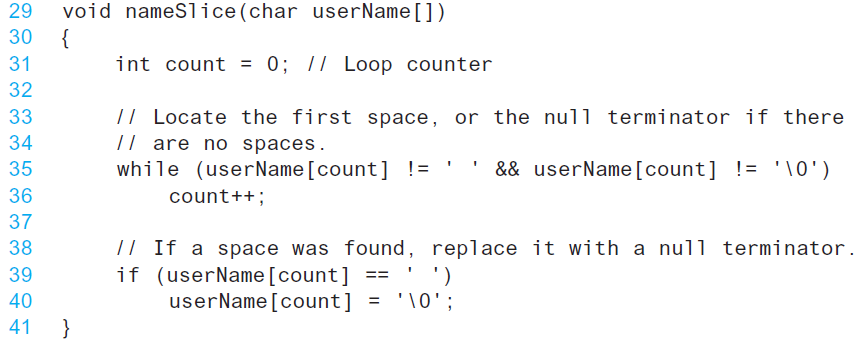 29 void nameSlice(char userName[])
30 {
31     int count = 0; // Loop counter
32
33     // Locate the first space, or the null terminator if there
34     // are no spaces.
35     while (userName[count] != ' ' && userName[count] != '\0')
36         count++;
37
38     // If a space was found, replace it with a null terminator.
39     if (userName[count] == ' ')
40         userName[count] = '\0';
41 }